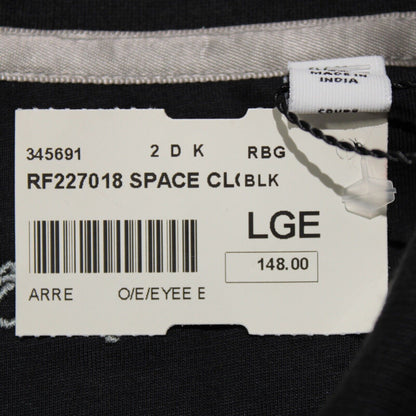 MADE IN
INDIA
345691 2 D K RBG
RF227018 SPACE CL BLK
LGE
148.00
ARRE O/E/EYEE E